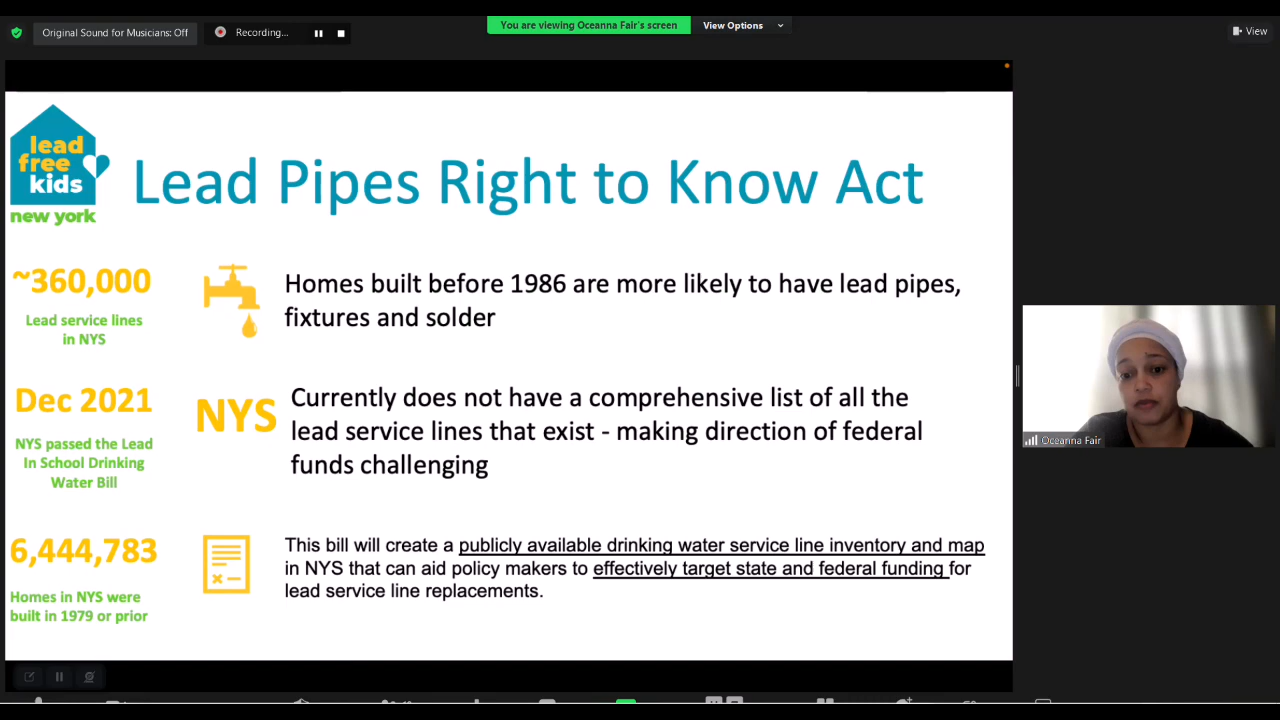 Original Sound for Musicians: Off
Recording...
You are viewing Oceanna Fair's screen
View Options
View
lead
free
kids
new york
Lead Pipes Right to Know Act
~360,000
Lead service lines
in NYS
Homes built before 1986 are more likely to have lead pipes,
fixtures and solder
Dec 2021
NYS passed the Lead
In School Drinking
Water Bill
NYS
Currently does not have a comprehensive list of all the
lead service lines that exist - making direction of federal
funds challenging
6,444,783
Homes in NYS were
built in 1979 or prior
This bill will create a publicly available drinking water service line inventory and map
in NYS that can aid policy makers to effectively target state and federal funding for
lead service line replacements.
Oceanna Fair